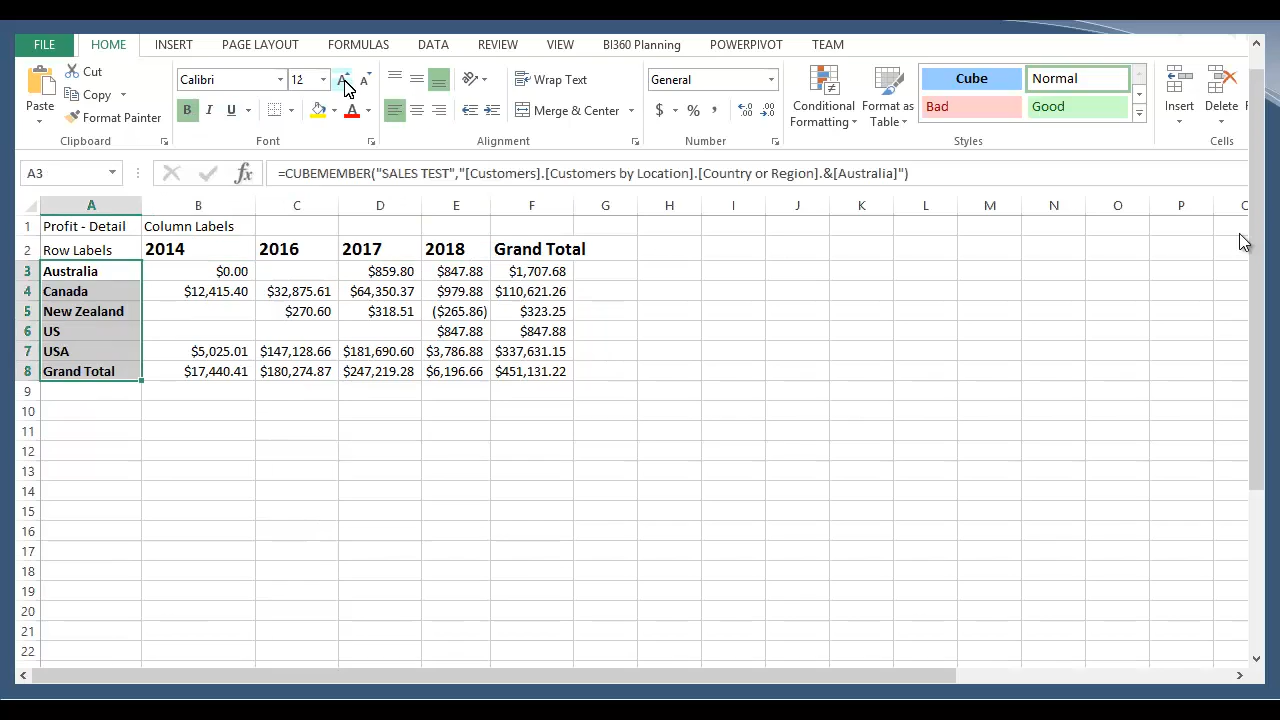 FILE HOME INSERT PAGE LAYOUT FORMULAS DATA REVIEW VIEW BI360 Planning POWERPIVOT TEAM
Paste
Cut
Copy
Format Painter
Clipboard
Calibri 12
B I U A
Font
Wrap Text
Merge & Center
Alignment
General
$ % ,
Number
Conditional Formatting
Format as Table
Cube Normal
Bad Good
Styles
Insert Delete
Cells
A3 fx =CUBEMEMBER("SALES TEST","[Customers].[Customers by Location].[Country or Region].&[Australia]")
A B C D E F G H I J K L M N O P
1 Profit - Detail Column Labels
2 Row Labels 2014 2016 2017 2018 Grand Total
3 Australia $0.00 $859.80 $847.88 $1,707.68
4 Canada $12,415.40 $32,875.61 $64,350.37 $979.88 $110,621.26
5 New Zealand $270.60 $318.51 ($265.86) $323.25
6 US $847.88 $847.88
7 USA $5,025.01 $147,128.66 $181,690.60 $3,786.88 $337,631.15
8 Grand Total $17,440.41 $180,274.87 $247,219.28 $6,196.66 $451,131.22
9
10
11
12
13
14
15
16
17
18
19
20
21
22